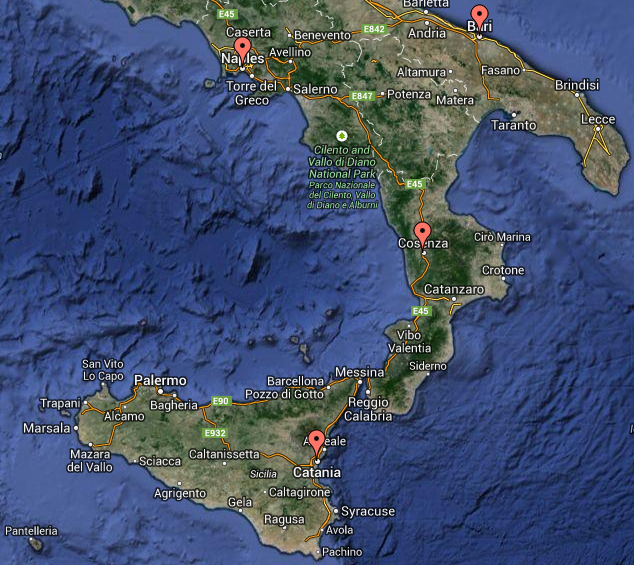 E45
Barletta
Caserta
Benevento
E842
Andria
Bari
Naples
Avellino
Altamura
Fasano
Torre del
Greco
Salerno
E847
Potenza
Matera
Brindisi
Taranto
Lecce
Cilento and
Vallo di Diano
National Park
Parco Nazionale
del Cilento, Vallo
di Diano e Alburni
E45
Cosenza
Cirò Marina
Crotone
Catanzaro
E45
Vibo
Valentia
Siderno
San Vito
Lo Capo
Palermo
Barcellona
Pozzo di Gotto
Messina
Reggio
Calabria
Trapani
Alcamo
Bagheria
E90
Marsala
E932
Mazara
del Vallo
Sciacca
Caltanissetta
Acireale
Sicilia
Catania
Agrigento
Caltagirone
Gela
Syracuse
Ragusa
Avola
Pantelleria
Pachino